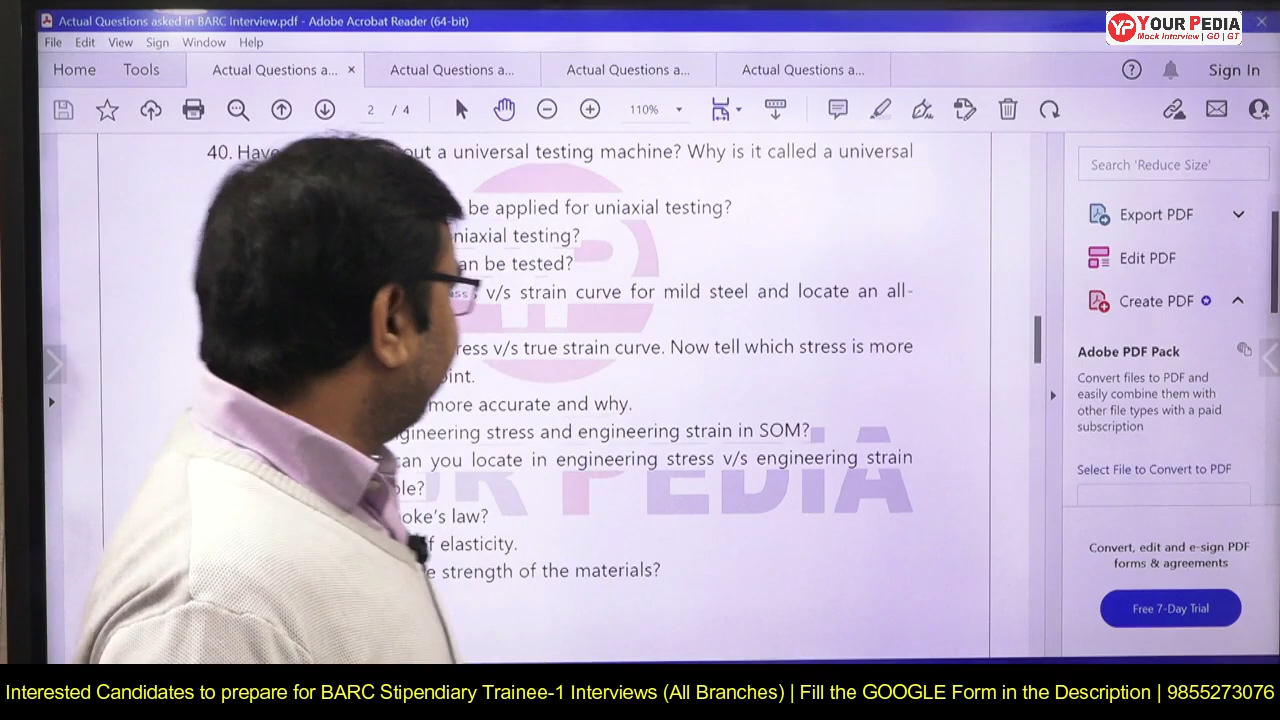 Actual Questions asked in BARC Interview.pdf - Adobe Acrobat Reader (64-bit)
YOUR PEDIA
Mock Interview | GD | GT
File Edit View Sign Window Help
Home Tools Actual Questions a... × Actual Questions a... Actual Questions a... Actual Questions a... Sign In
2 / 4 110%
40. Have out a universal testing machine? Why is it called a universal
be applied for uniaxial testing?
niaxial testing?
an be tested?
ess v/s strain curve for mild steel and locate an all-
ress v/s true strain curve. Now tell which stress is more
oint.
more accurate and why.
gineering stress and engineering strain in SOM?
can you locate in engineering stress v/s engineering strain
ble?
oke's law?
f elasticity.
e strength of the materials?
YP
UR PEDIA
Search 'Reduce Size'
Export PDF
Edit PDF
Create PDF
Adobe PDF Pack
Convert files to PDF and
easily combine them with
other file types with a paid
subscription
Select File to Convert to PDF
Convert, edit and e-sign PDF
forms & agreements
Free 7-Day Trial
Interested Candidates to prepare for BARC Stipendiary Trainee-1 Interviews (All Branches) | Fill the GOOGLE Form in the Description | 9855273076